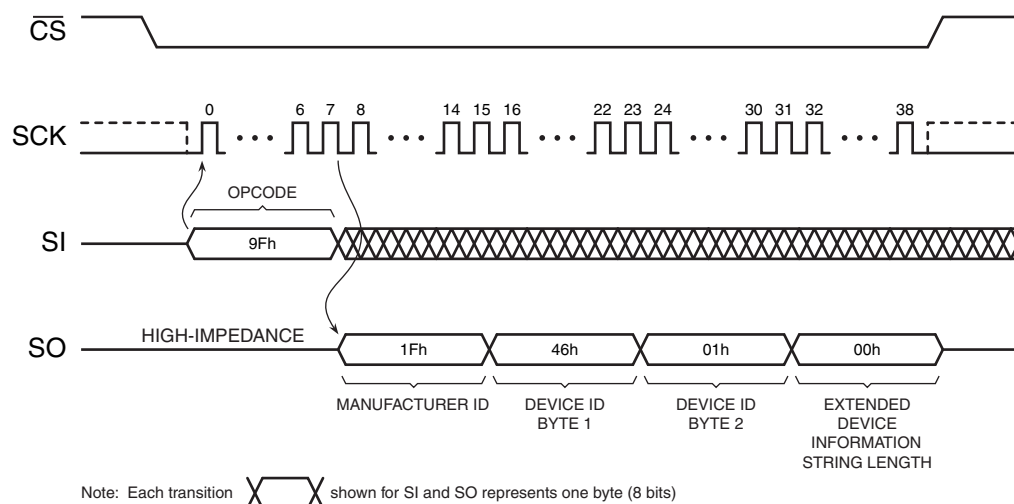 CS
0 6 7 8 14 15 16 22 23 24 30 31 32 38
SCK
OPCODE
SI
9Fh
HIGH-IMPEDANCE
SO
1Fh 46h 01h 00h
MANUFACTURER ID
DEVICE ID
BYTE 1
DEVICE ID
BYTE 2
EXTENDED
DEVICE
INFORMATION
STRING LENGTH
Note: Each transition shown for SI and SO represents one byte (8 bits)